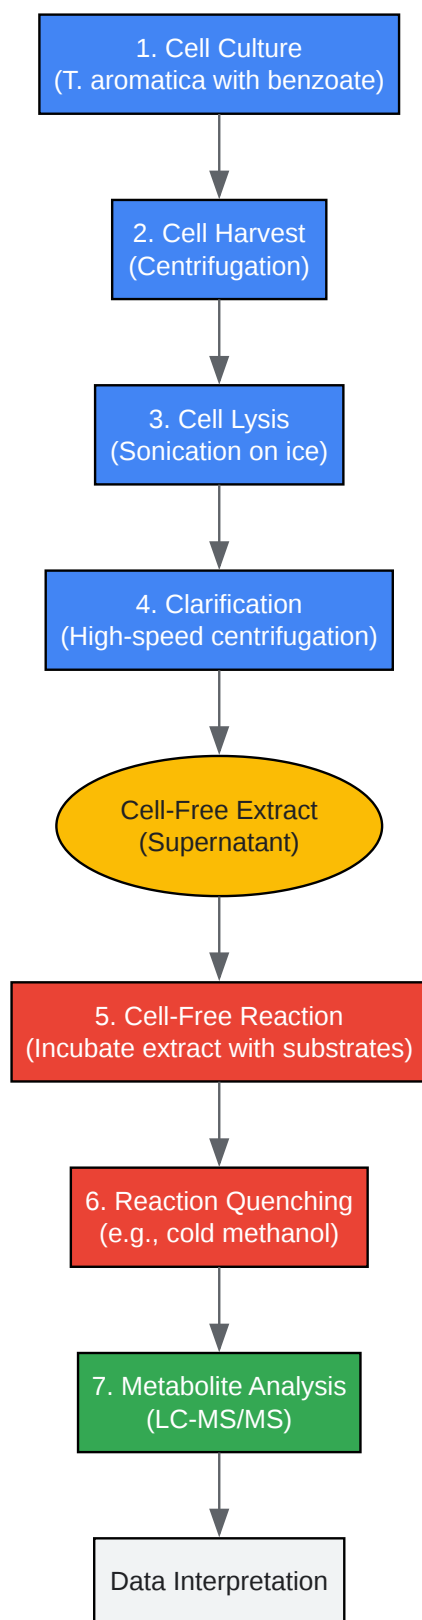 1. Cell Culture
(T. aromatica with benzoate)
2. Cell Harvest
(Centrifugation)
3. Cell Lysis
(Sonication on ice)
4. Clarification
(High-speed centrifugation)
Cell-Free Extract
(Supernatant)
5. Cell-Free Reaction
(Incubate extract with substrates)
6. Reaction Quenching
(e.g., cold methanol)
7. Metabolite Analysis
(LC-MS/MS)
Data Interpretation